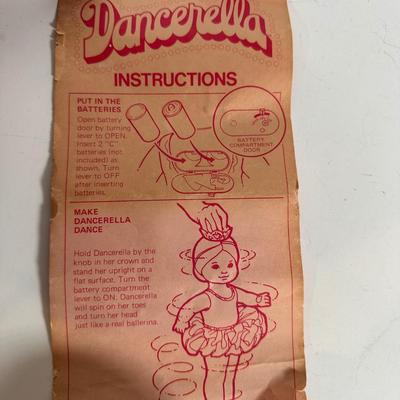 Dancerella
INSTRUCTIONS
PUT IN THE
BATTERIES
Open battery
door by turning
lever to OPEN.
Insert 2 "C"
batteries (not
included) as
shown. Turn
lever to OFF
after inserting
batteries.
BATTERY
COMPARTMENT
DOOR
MAKE
DANCERELLA
DANCE
Hold Dancerella by the
knob in her crown and
stand her upright on a
flat surface. Turn the
battery compartment
lever to ON. Dancerella
will spin on her toes
and turn her head
just like a real ballerina.